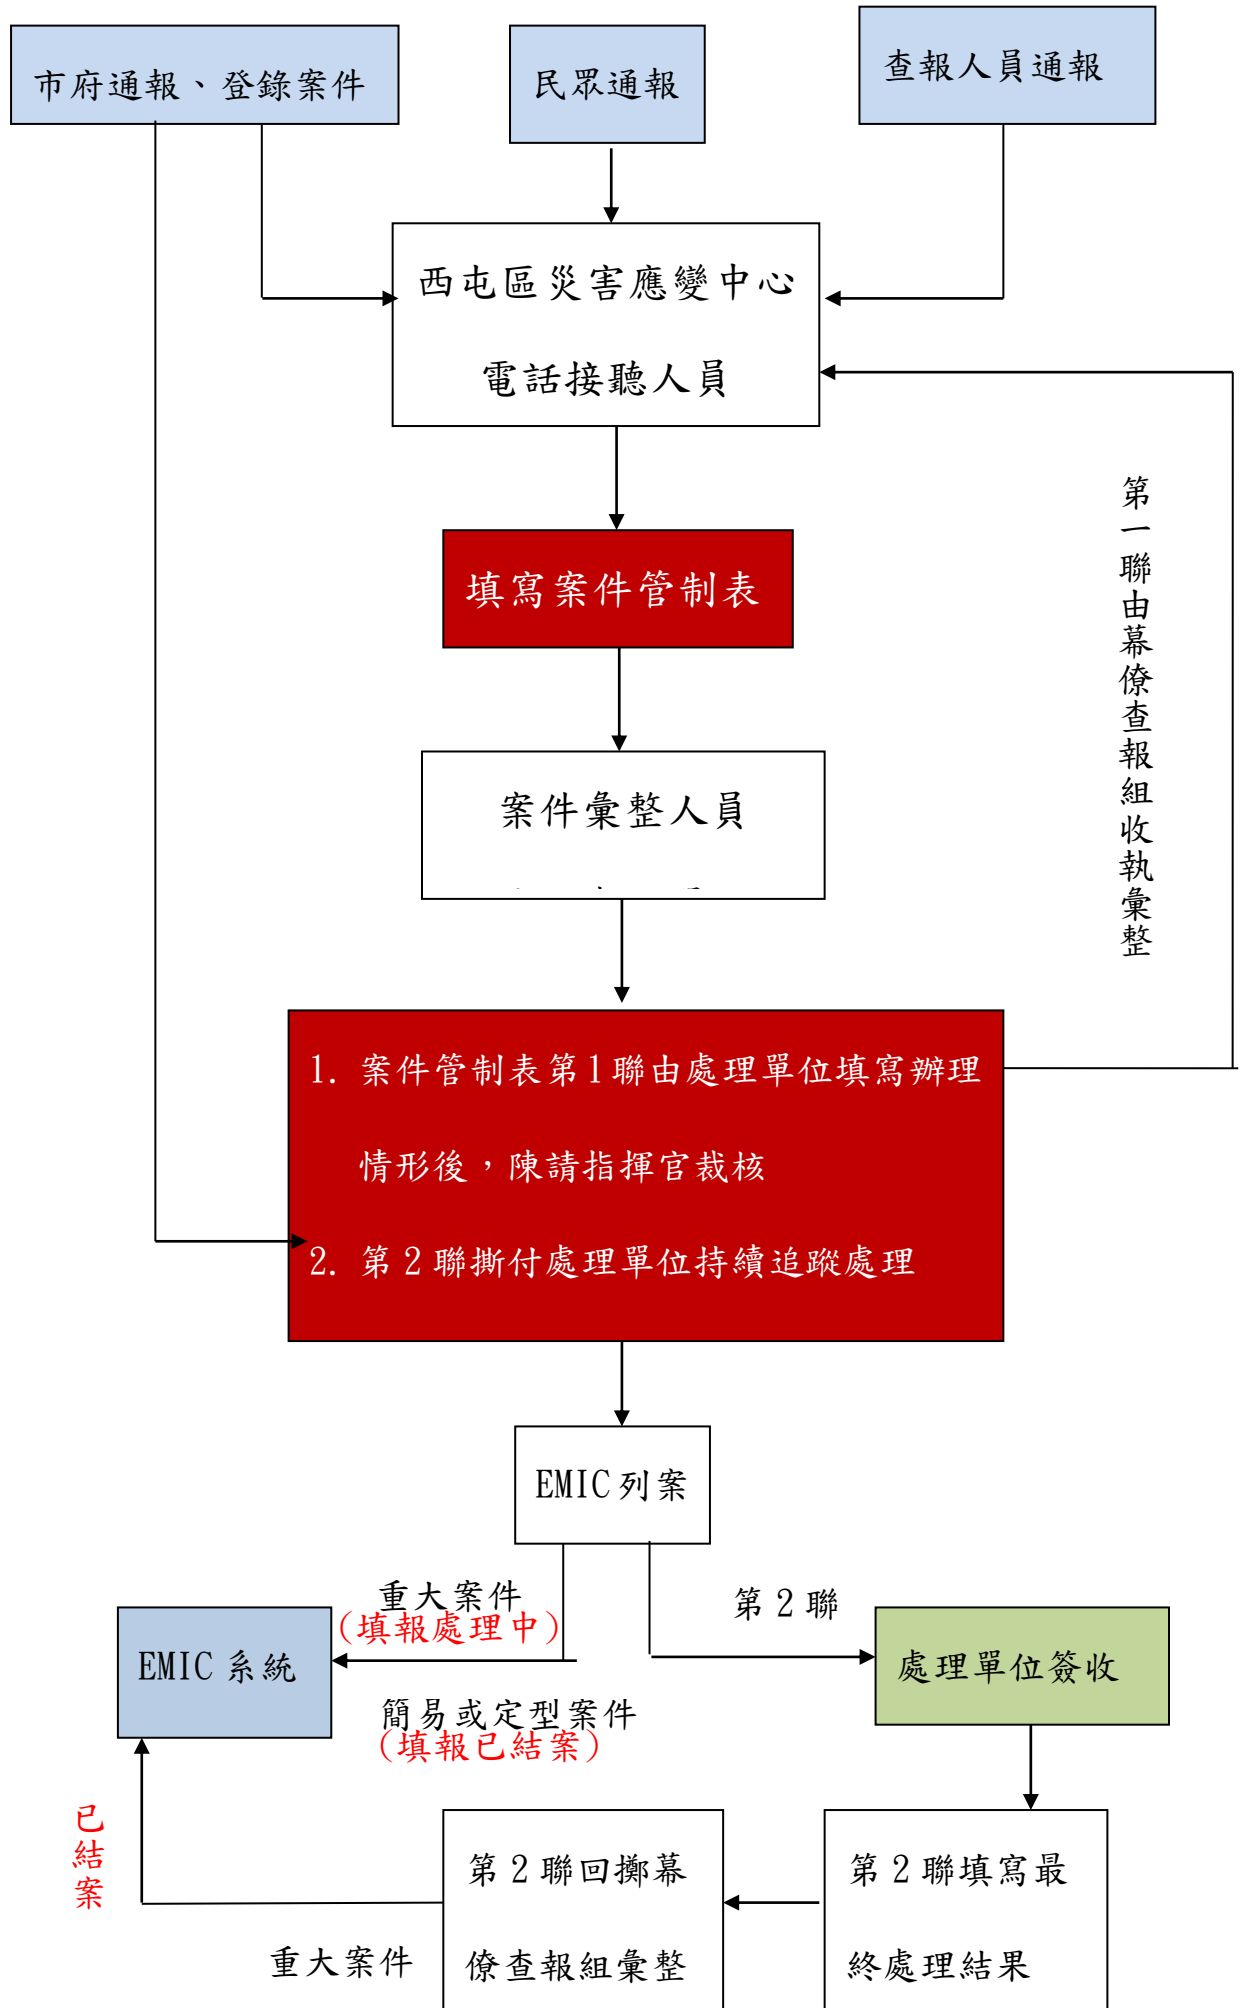 市府通報、登錄案件
民眾通報
查報人員通報
西屯區災害應變中心
電話接聽人員
第一聯由幕僚查報組收執彙整
填寫案件管制表
案件彙整人員
1. 案件管制表第1聯由處理單位填寫辦理
情形後，陳請指揮官裁核
2. 第2聯撕付處理單位持續追蹤處理
EMIC列案
重大案件
(填報處理中)
第2聯
EMIC系統
處理單位簽收
簡易或定型案件
(填報已結案)
已結案
第2聯回擲幕
僚查報組彙整
第2聯填寫最
終處理結果
重大案件